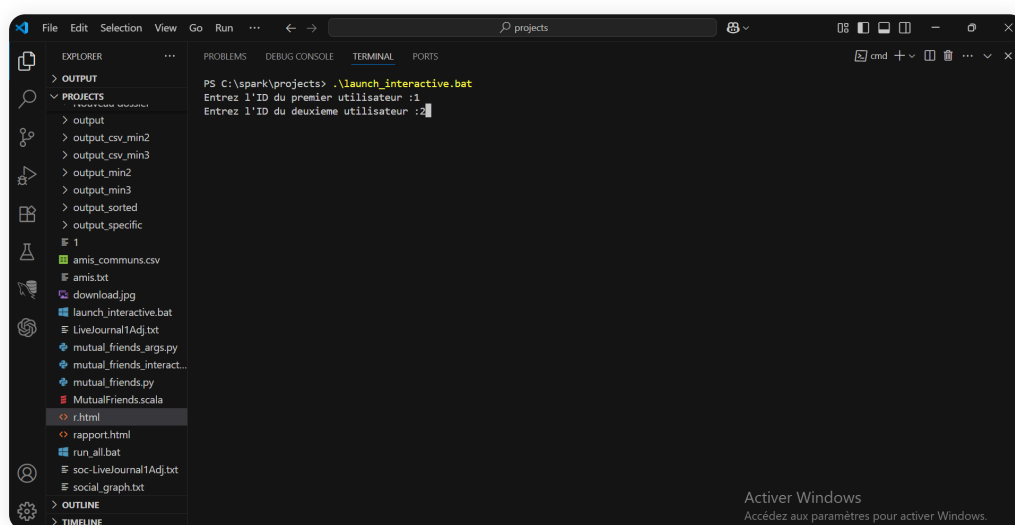 File Edit Selection View Go Run ··· projects
EXPLORER ···
OUTPUT
PROJECTS
Nouveau dossier
output
output_csv_min2
output_csv_min3
output_min2
output_min3
output_sorted
output_specific
1
amis_communs.csv
amis.txt
download.jpg
launch_interactive.bat
LiveJournal1Adj.txt
mutual_friends_args.py
mutual_friends_interact...
mutual_friends.py
MutualFriends.scala
r.html
rapport.html
run_all.bat
soc-LiveJournal1Adj.txt
social_graph.txt
OUTLINE
TIMELINE
PROBLEMS DEBUG CONSOLE TERMINAL PORTS cmd
PS C:\spark\projects> .\launch_interactive.bat
Entrez l'ID du premier utilisateur :1
Entrez l'ID du deuxieme utilisateur :2
Activer Windows
Accédez aux paramètres pour activer Windows.